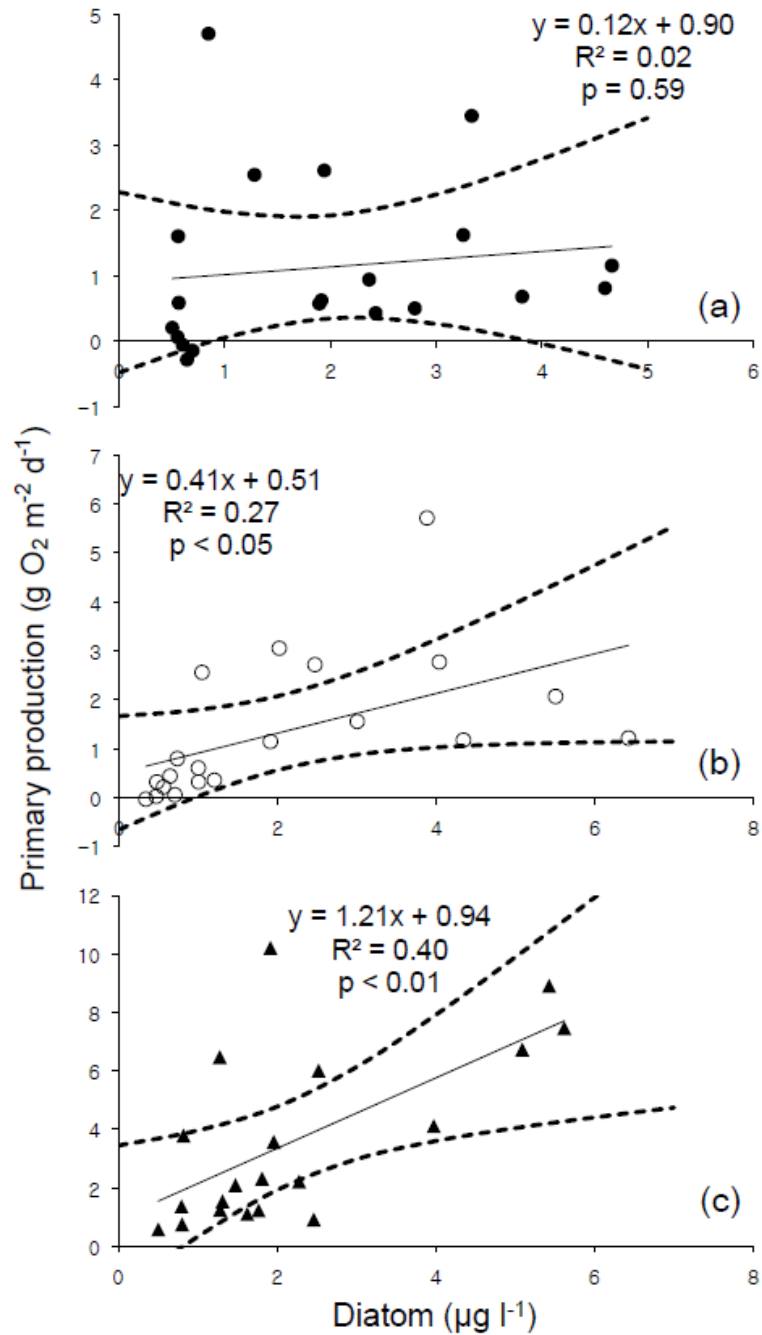 5
4
3
2
1
0
−1
0
1
2
3
4
5
6
y = 0.12x + 0.90
R² = 0.02
p = 0.59
(a)
7
6
5
4
3
2
1
0
−1
0
2
4
6
8
y = 0.41x + 0.51
R² = 0.27
p < 0.05
(b)
Primary production (g O₂ m⁻² d⁻¹)
12
10
8
6
4
2
0
0
2
4
6
8
y = 1.21x + 0.94
R² = 0.40
p < 0.01
(c)
Diatom (μg l⁻¹)